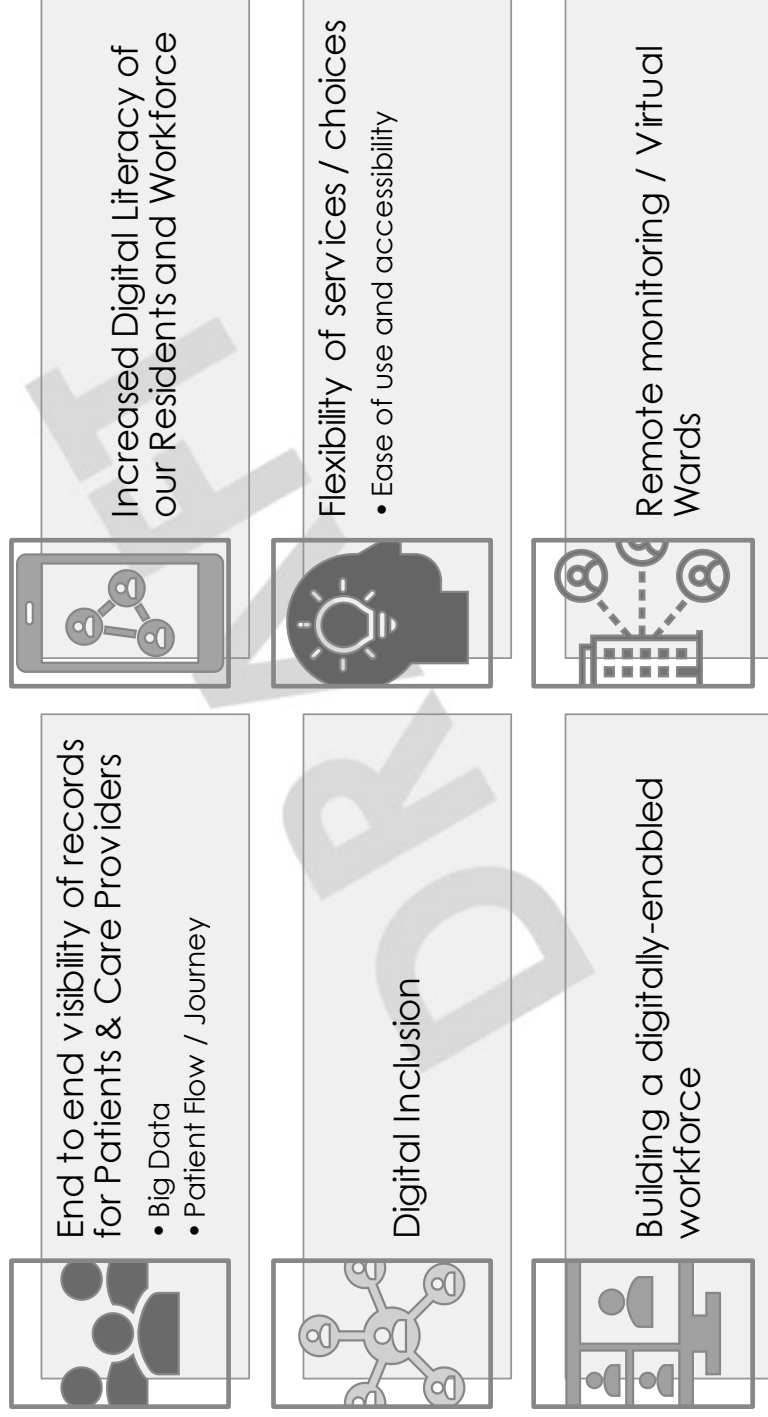 End to end visibility of records
for Patients & Care Providers
• Big Data
• Patient Flow / Journey
Increased Digital Literacy of
our Residents and Workforce
Digital Inclusion
Flexibility of services / choices
• Ease of use and accessibility
Building a digitally-enabled
workforce
Remote monitoring / Virtual
Wards
DRAFT